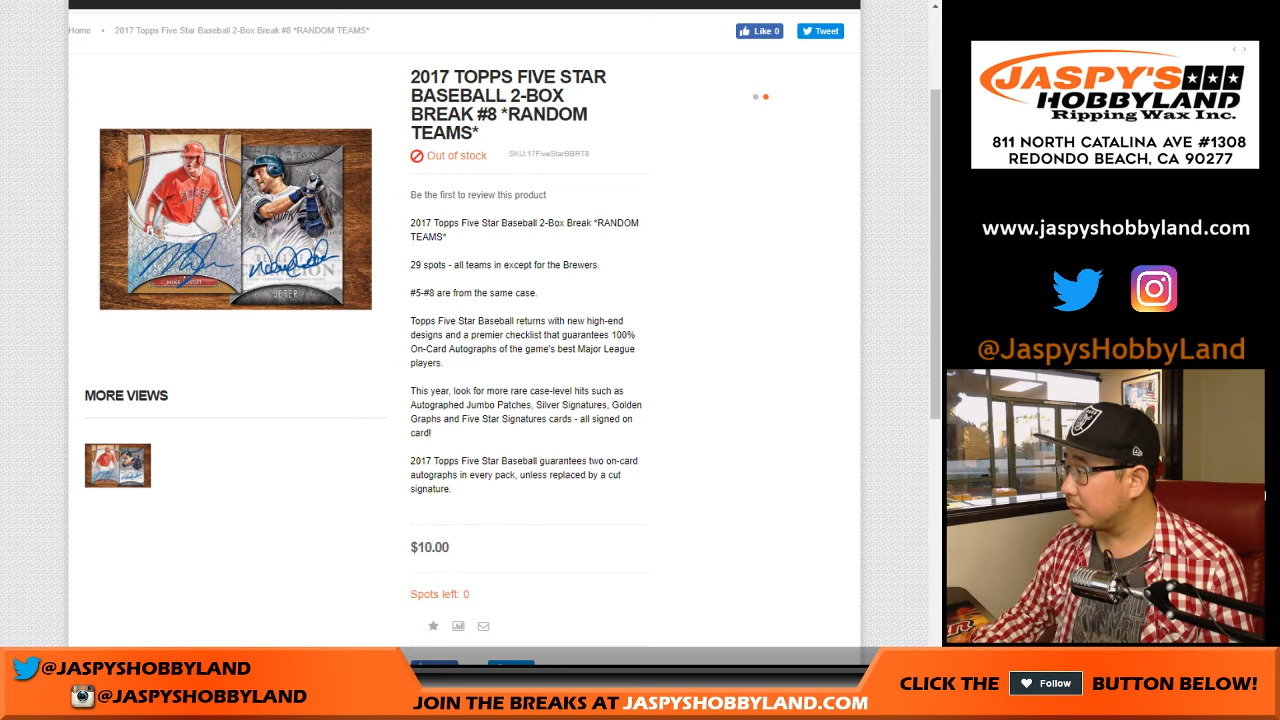 Home • 2017 Topps Five Star Baseball 2-Box Break #8 *RANDOM TEAMS*
Like 0
Tweet
2017 TOPPS FIVE STAR
BASEBALL 2-BOX
BREAK #8 *RANDOM
TEAMS*
Out of stock
SKU:17FiveStarBBRT8
Be the first to review this product
2017 Topps Five Star Baseball 2-Box Break *RANDOM
TEAMS*
29 spots - all teams in except for the Brewers.
#5-#8 are from the same case.
Topps Five Star Baseball returns with new high-end
designs and a premier checklist that guarantees 100%
On-Card Autographs of the game's best Major League
players.
This year, look for more rare case-level hits such as
Autographed Jumbo Patches, Silver Signatures, Golden
Graphs and Five Star Signatures cards - all signed on
card!
2017 Topps Five Star Baseball guarantees two on-card
autographs in every pack, unless replaced by a cut
signature.
$10.00
Spots left: 0
JETER
MORE VIEWS
JASPY'S
HOBBYLAND
Ripping Wax Inc.
811 NORTH CATALINA AVE #1308
REDONDO BEACH, CA 90277
www.jaspyshobbyland.com
@JaspysHobbyLand
@JASPYSHOBBYLAND
@JASPYSHOBBYLAND
JOIN THE BREAKS AT JASPYSHOBBYLAND.COM
CLICK THE Follow BUTTON BELOW!